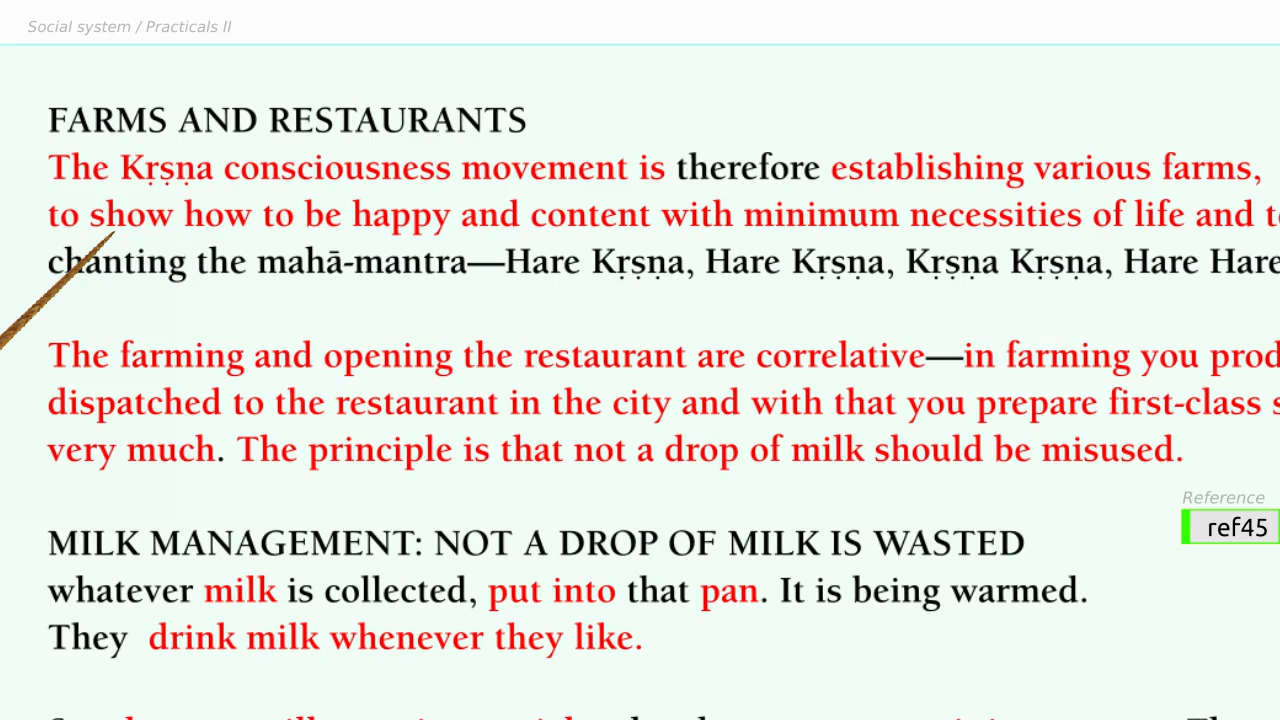 Social system / Practicals II
FARMS AND RESTAURANTS
The Kṛṣṇa consciousness movement is therefore establishing various farms,
to show how to be happy and content with minimum necessities of life and
chanting the mahā-mantra—Hare Kṛṣṇa, Hare Kṛṣṇa, Kṛṣṇa Kṛṣṇa, Hare Hare
The farming and opening the restaurant are correlative—in farming you
dispatched to the restaurant in the city and with that you prepare first-class
very much. The principle is that not a drop of milk should be misused.
Reference
ref45
MILK MANAGEMENT: NOT A DROP OF MILK IS WASTED
whatever milk is collected, put into that pan. It is being warmed.
They drink milk whenever they like.